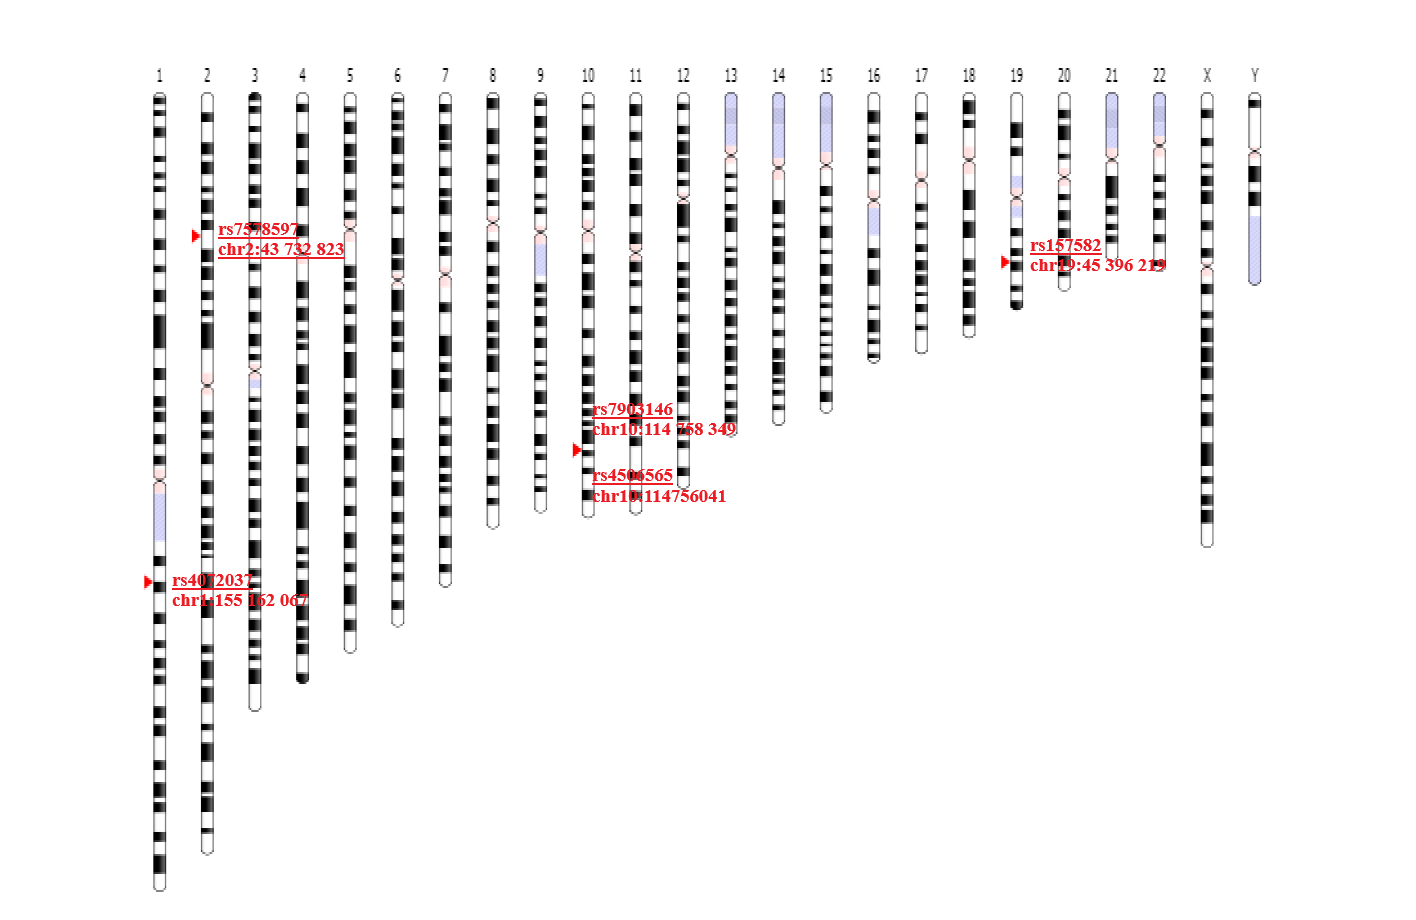 1 2 3 4 5 6 7 8 9 10 11 12 13 14 15 16 17 18 19 20 21 22 X Y
rs7578597
chr2:43 732 823
rs157582
chr19:45 396 219
rs7903146
chr10:114 758 349
rs4506565
chr10:114756041
rs4072037
chr1:155 162 067